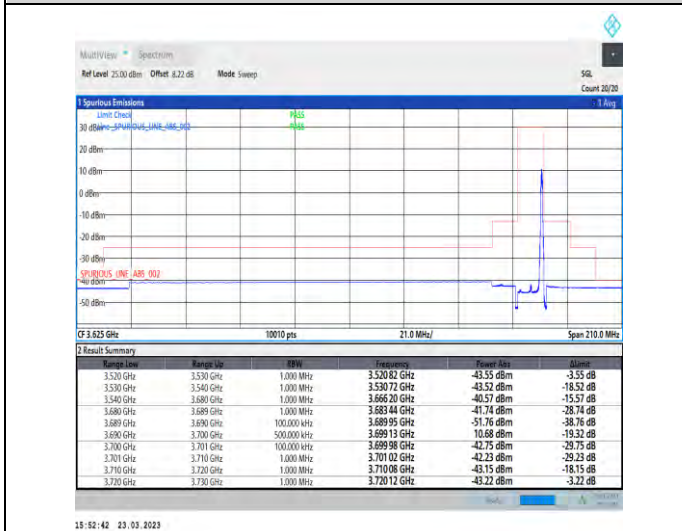 MultiView Spectrum
Ref Level 25.00 dBm Offset 8.22 dB Mode Sweep SGL
Count 20/20
1 Spurious Emissions 1 Avg
Limit Check PASS
30 dBm Line _SPURIOUS_LINE_ABS_002 PASS
20 dBm
10 dBm
0 dBm
-10 dBm
-20 dBm
-30 dBm
SPURIOUS_LINE_ABS_002
-40 dBm
-50 dBm
CF 3.625 GHz 10010 pts 21.0 MHz/ Span 210.0 MHz
2 Result Summary
Range Low Range Up RBW Frequency Power Abs ΔLimit
3.520 GHz 3.530 GHz 1.000 MHz 3.520 82 GHz -43.55 dBm -3.55 dB
3.530 GHz 3.540 GHz 1.000 MHz 3.530 72 GHz -43.52 dBm -18.52 dB
3.540 GHz 3.680 GHz 1.000 MHz 3.666 20 GHz -40.57 dBm -15.57 dB
3.680 GHz 3.689 GHz 1.000 MHz 3.683 44 GHz -41.74 dBm -28.74 dB
3.689 GHz 3.690 GHz 100.000 kHz 3.689 95 GHz -51.76 dBm -38.76 dB
3.690 GHz 3.700 GHz 500.000 kHz 3.699 13 GHz 10.68 dBm -19.32 dB
3.700 GHz 3.701 GHz 100.000 kHz 3.699 98 GHz -42.75 dBm -29.75 dB
3.701 GHz 3.710 GHz 1.000 MHz 3.701 02 GHz -42.23 dBm -29.23 dB
3.710 GHz 3.720 GHz 1.000 MHz 3.710 08 GHz -43.15 dBm -18.15 dB
3.720 GHz 3.730 GHz 1.000 MHz 3.720 12 GHz -43.22 dBm -3.22 dB
15:52:42 23.03.2023